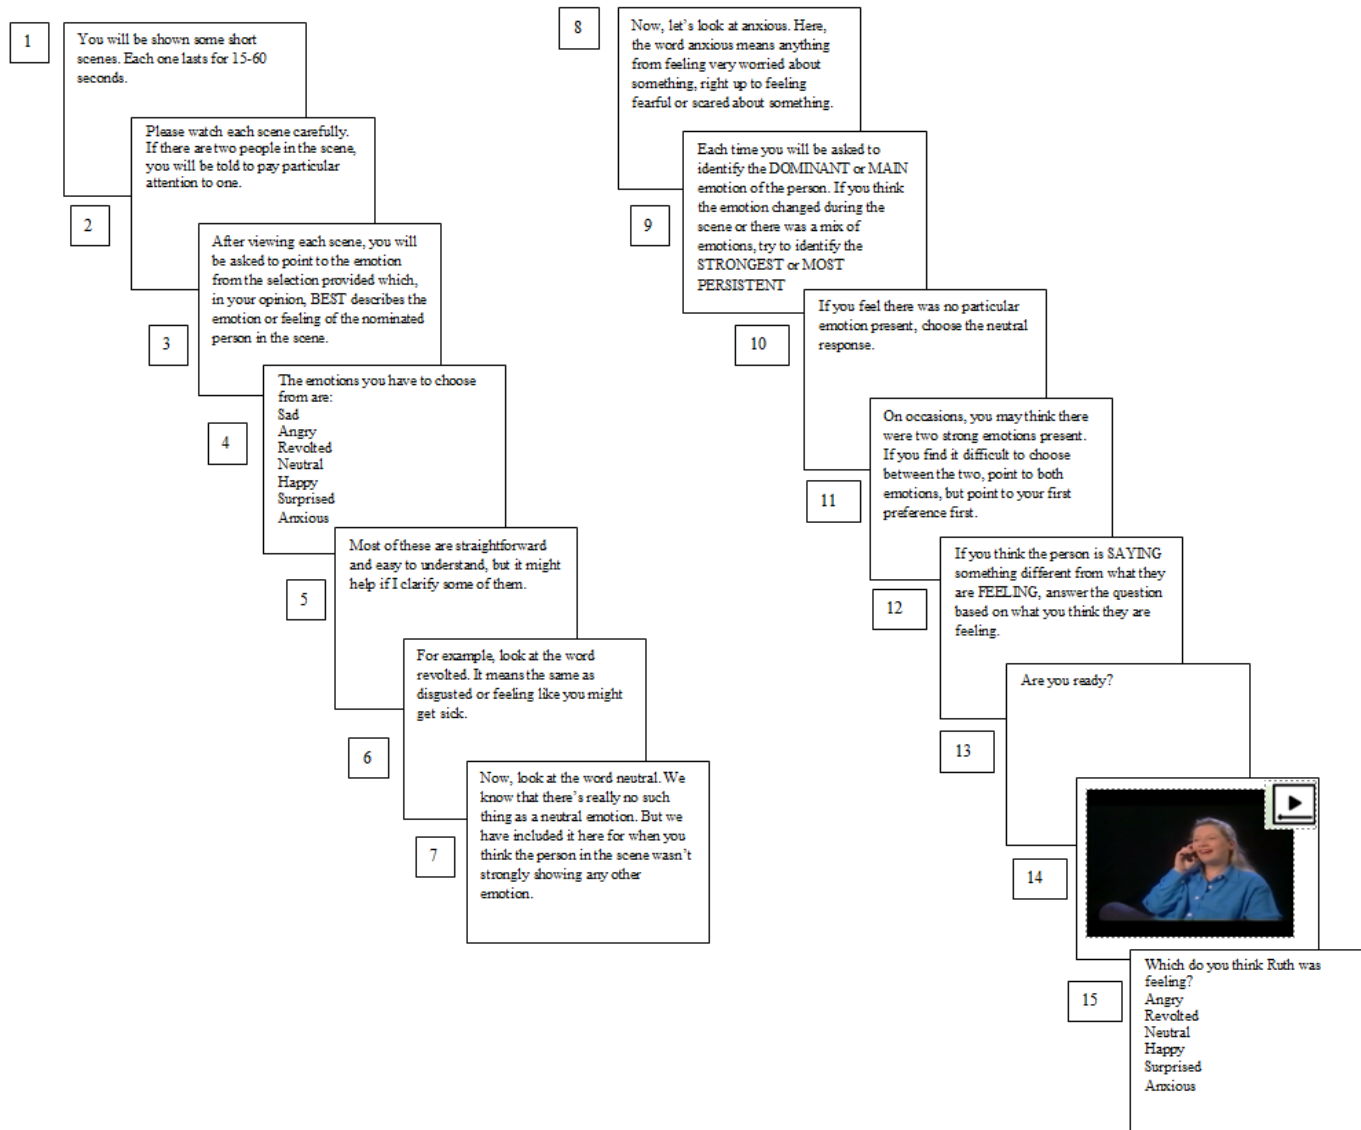 1
You will be shown some short
scenes. Each one lasts for 15-60
seconds.
2
Please watch each scene carefully.
If there are two people in the scene,
you will be told to pay particular
attention to one.
3
After viewing each scene, you will
be asked to point to the emotion
from the selection provided which,
in your opinion, BEST describes the
emotion or feeling of the nominated
person in the scene.
4
The emotions you have to choose
from are:
Sad
Angry
Revolted
Neutral
Happy
Surprised
Anxious
5
Most of these are straightforward
and easy to understand, but it might
help if I clarify some of them.
6
For example, look at the word
revolted. It means the same as
disgusted or feeling like you might
get sick.
7
Now, look at the word neutral. We
know that there's really no such
thing as a neutral emotion. But we
have included it here for when you
think the person in the scene wasn't
strongly showing any other
emotion.
8
Now, let's look at anxious. Here,
the word anxious means anything
from feeling very worried about
something, right up to feeling
fearful or scared about something.
9
Each time you will be asked to
identify the DOMINANT or MAIN
emotion of the person. If you think
the emotion changed during the
scene or there was a mix of
emotions, try to identify the
STRONGEST or MOST
PERSISTENT
10
If you feel there was no particular
emotion present, choose the neutral
response.
11
On occasions, you may think there
were two strong emotions present.
If you find it difficult to choose
between the two, point to both
emotions, but point to your first
preference first.
12
If you think the person is SAYING
something different from what they
are FEELING, answer the question
based on what you think they are
feeling.
13
Are you ready?
14
15
Which do you think Ruth was
feeling?
Angry
Revolted
Neutral
Happy
Surprised
Anxious